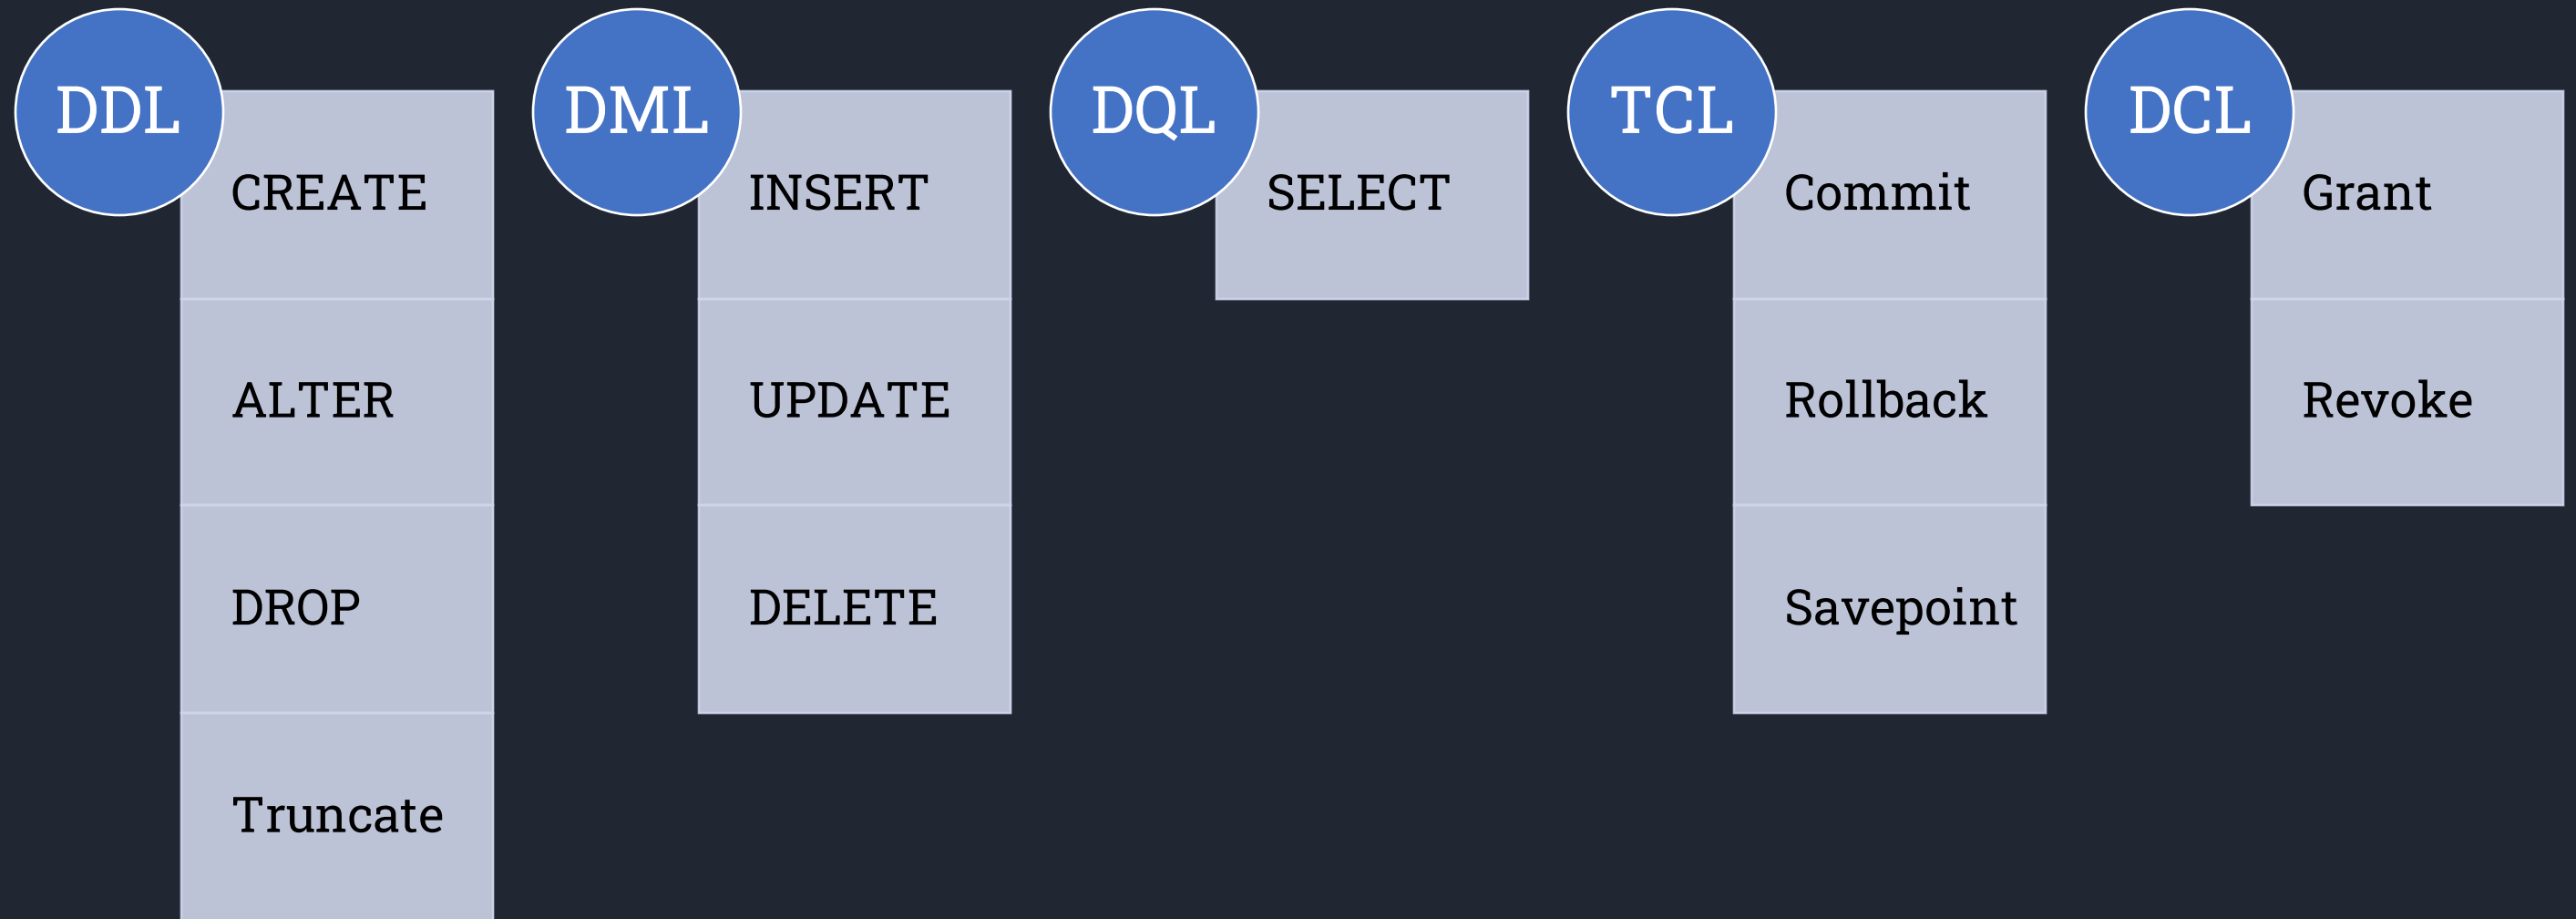 DDL
CREATE
ALTER
DROP
Truncate
DML
INSERT
UPDATE
DELETE
DQL
SELECT
TCL
Commit
Rollback
Savepoint
DCL
Grant
Revoke